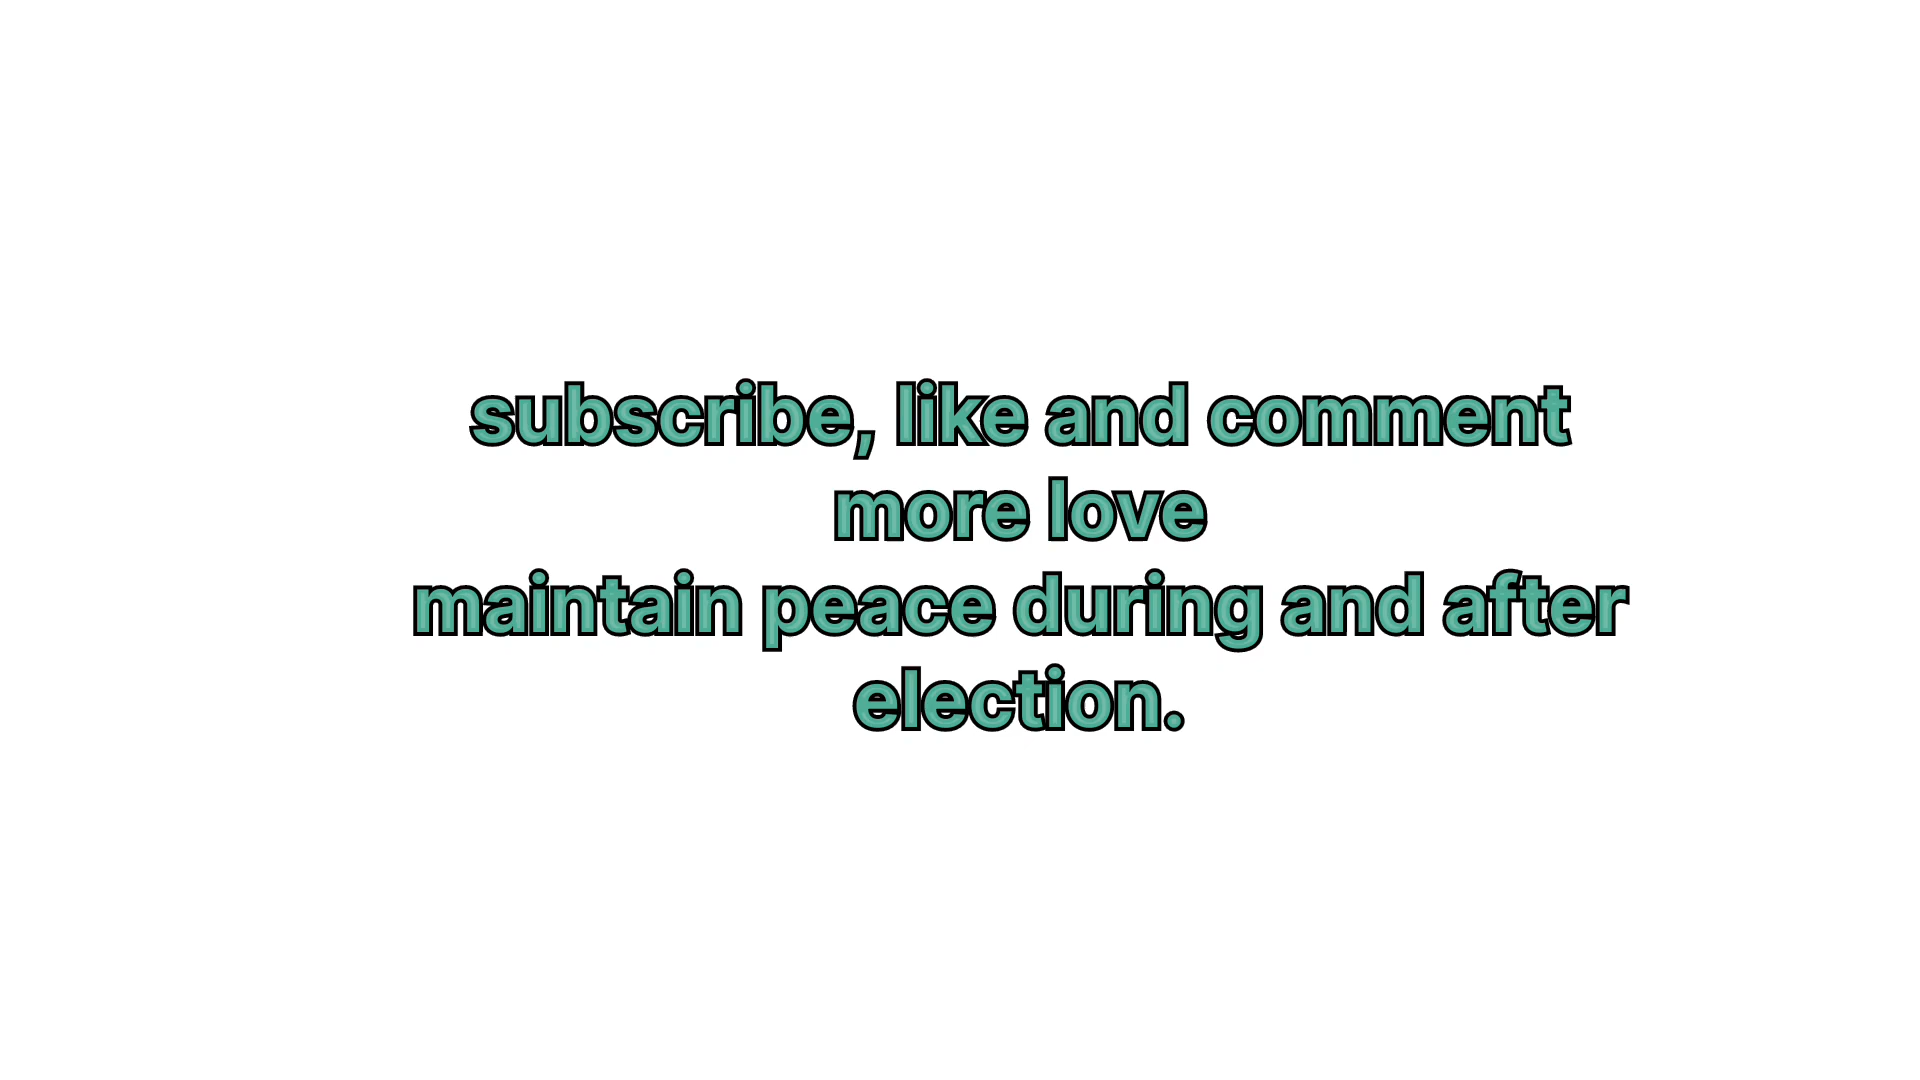 subscribe, like and comment
more love
maintain peace during and after
election.